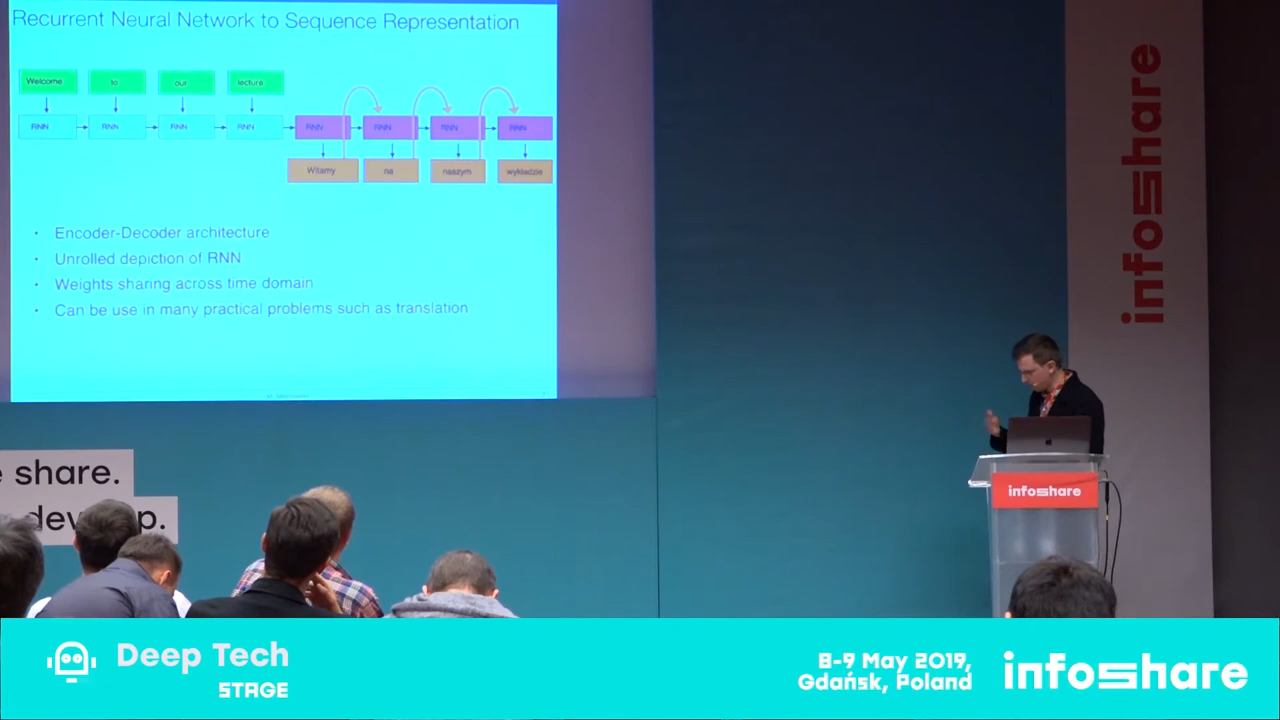 Recurrent Neural Network to Sequence Representation
Welcome to our lecture
RNN RNN RNN RNN RNN RNN RNN RNN
Witamy na naszym wykładzie
• Encoder-Decoder architecture
• Unrolled depiction of RNN
• Weights sharing across time domain
• Can be use in many practical problems such as translation
infoshare
share.
infoshare
Deep Tech
STAGE
8-9 May 2019,
Gdańsk, Poland
infoshare